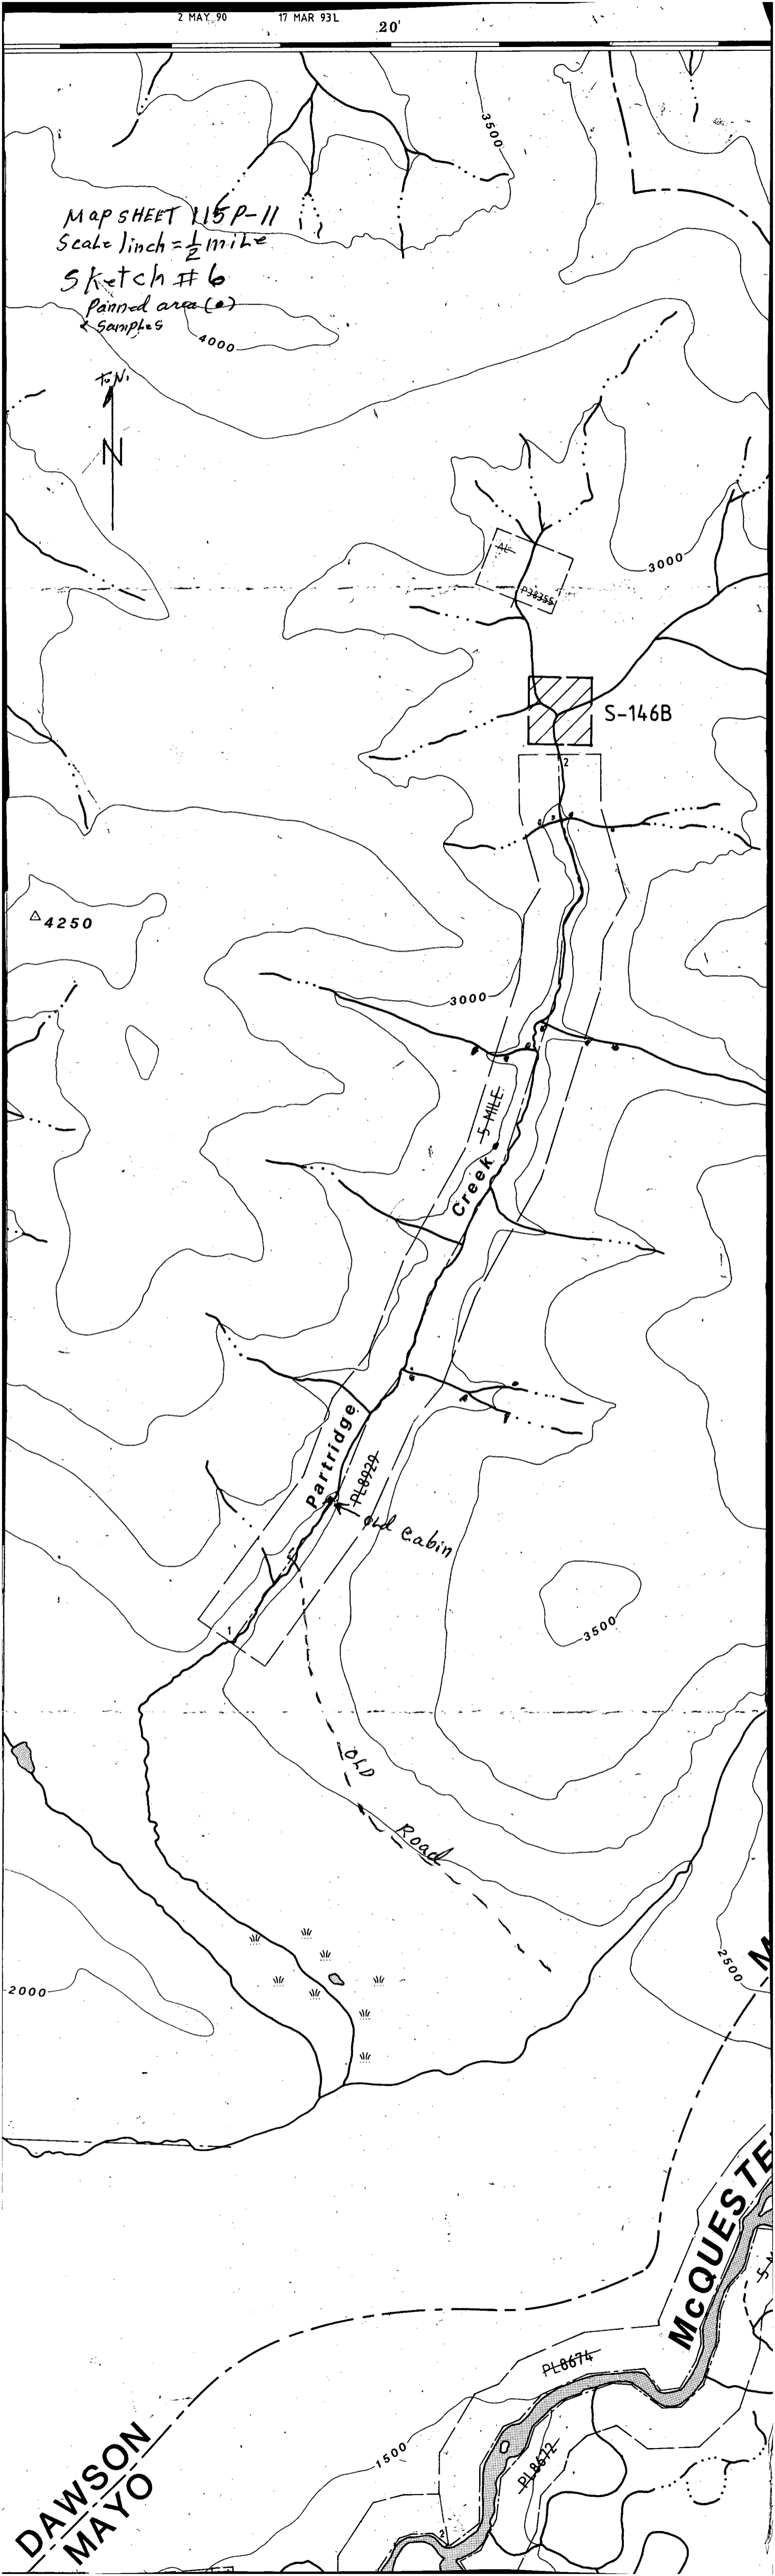 2 MAY 90 17 MAR 93L
20'
3500
Map SHEET 115P-11
Scale 1inch = 1/2 mile
Sketch # 6
Panned area (●)
& Samples
4000
To N.
N
3000
P38355
S-146B
2
△4250
3000
5 MILE
Creek
Partridge
PL8929
Old Cabin
1
3500
OLD
Road
2500
2000
McQUESTE
PL8674
1500
PL8672
DAWSON
MAYO
2